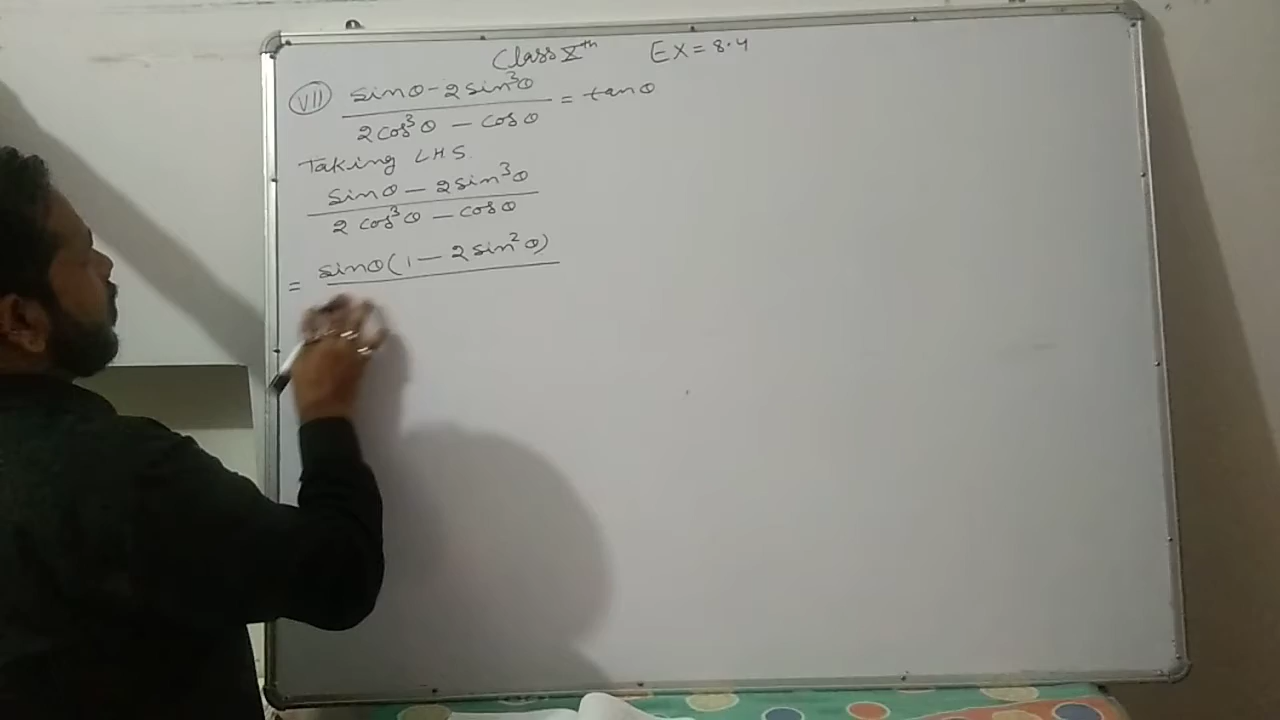 Class Xth EX = 8.4
VII) sinθ - 2sin³θ / 2cos³θ - cosθ = tanθ
Taking LHS
sinθ - 2sin³θ
2cos³θ - cosθ
= sinθ(1 - 2sin²θ)